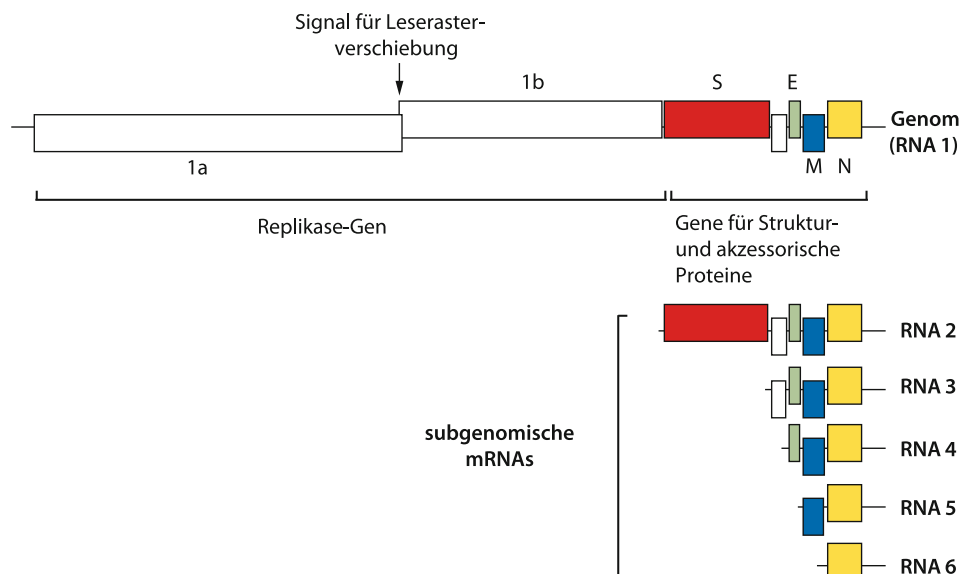 Signal für Leseraster-
verschiebung
1b
S
E
Genom
(RNA 1)
1a
M
N
Replikase-Gen
Gene für Struktur-
und akzessorische
Proteine
RNA 2
RNA 3
subgenomische
mRNAs
RNA 4
RNA 5
RNA 6